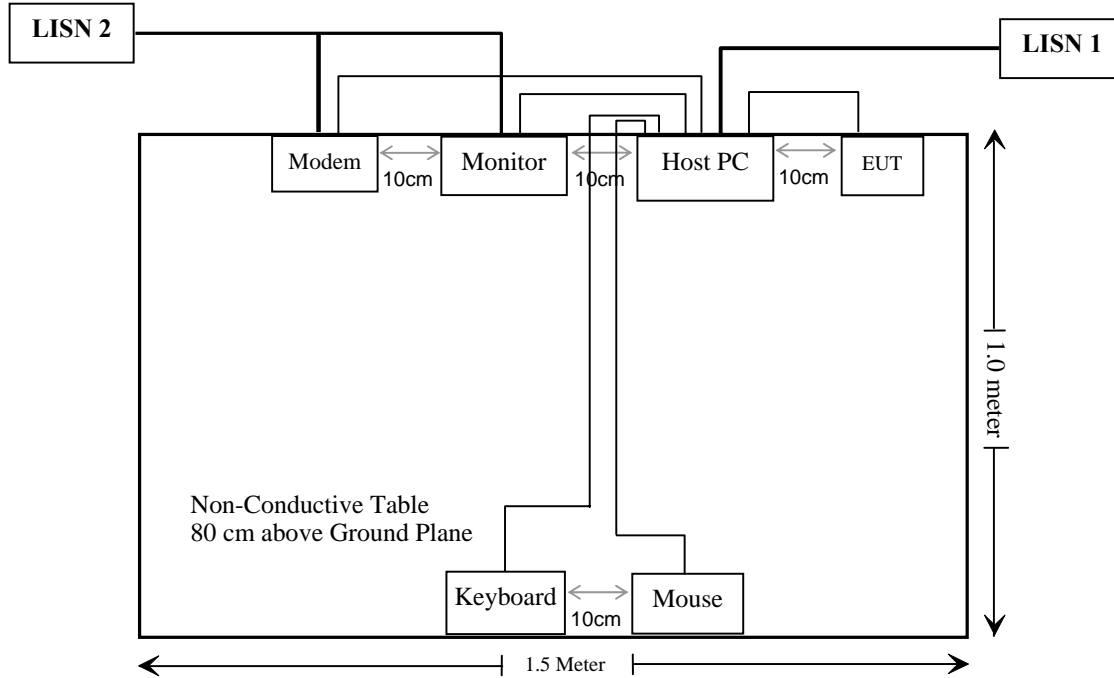 LISN 2
LISN 1
Modem
Monitor
Host PC
EUT
10cm
10cm
10cm
1.0 meter
Non-Conductive Table
80 cm above Ground Plane
Keyboard
Mouse
10cm
1.5 Meter